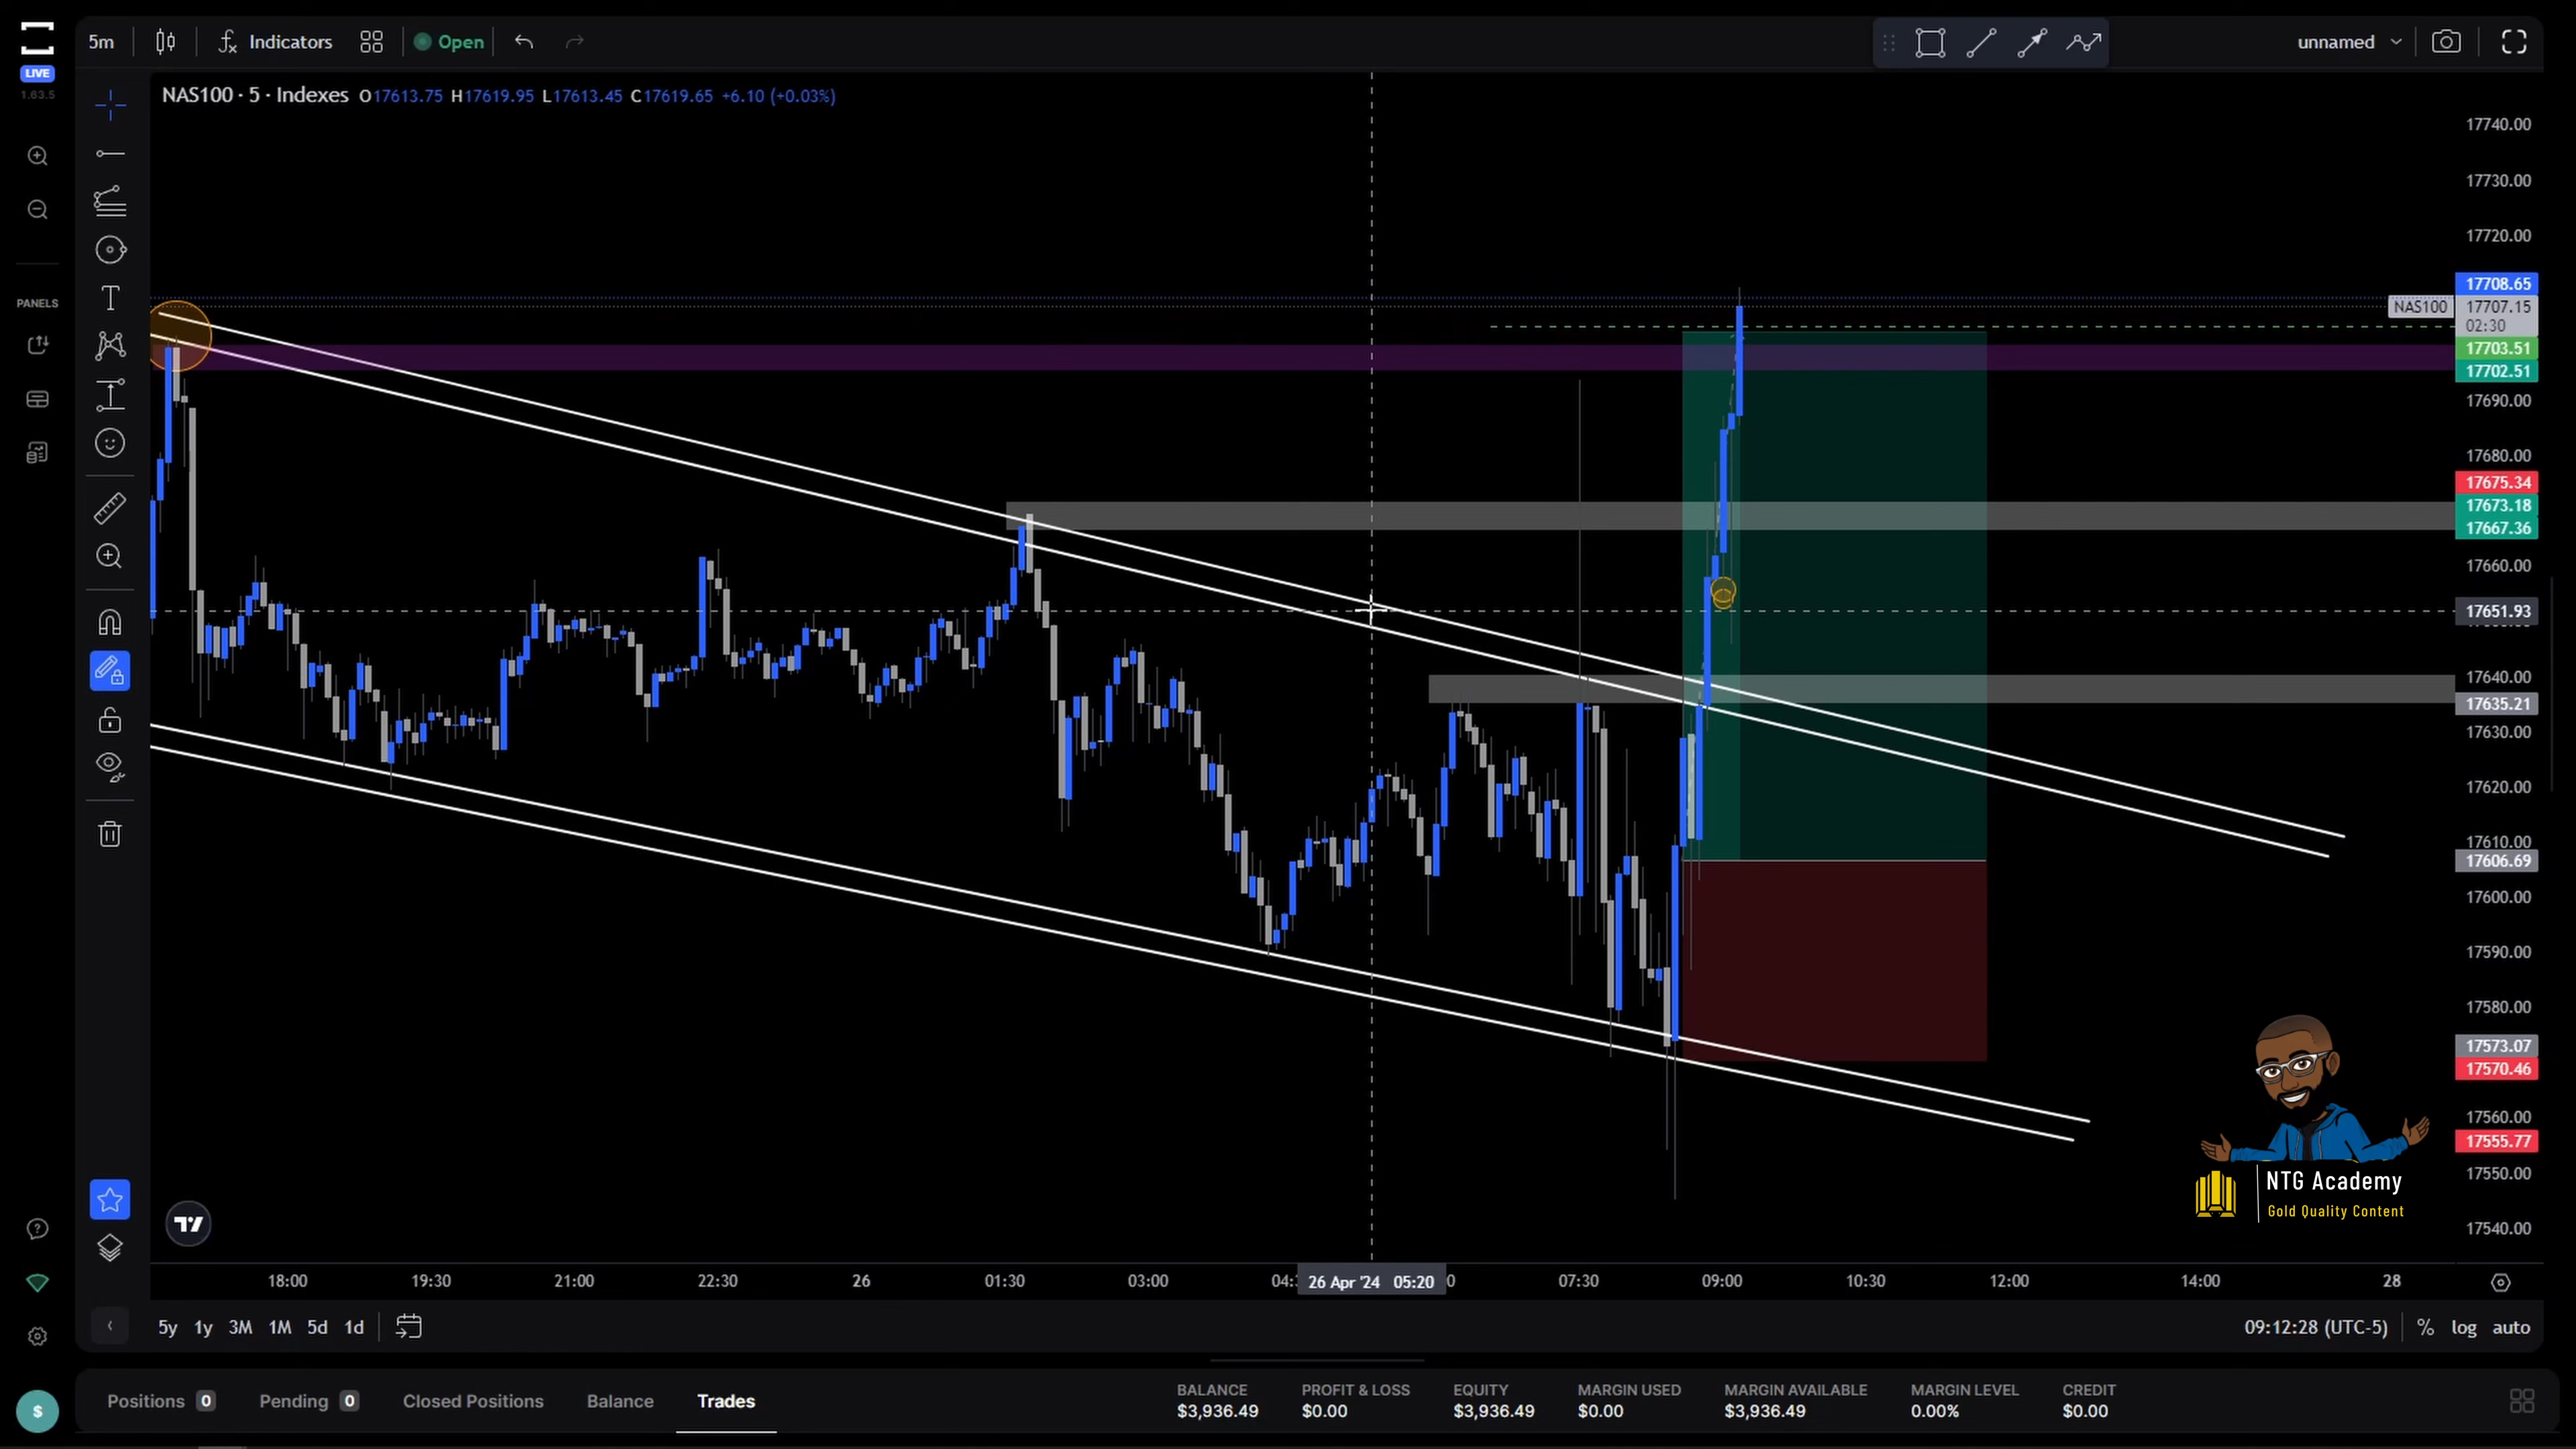 5m Indicators Open unnamed
LIVE
1.63.5
NAS100 · 5 · Indexes O17613.75 H17619.95 L17613.45 C17619.65 +6.10 (+0.03%)
PANELS
17740.00
17730.00
17720.00
17708.65
NAS100 17707.15
02:30
17703.51
17702.51
17690.00
17680.00
17675.34
17673.18
17667.36
17660.00
17651.93
17640.00
17635.21
17630.00
17620.00
17610.00
17606.69
17600.00
17590.00
17580.00
17573.07
17570.46
17560.00
17555.77
17550.00
17540.00
NTG Academy
Gold Quality Content
18:00 19:30 21:00 22:30 26 01:30 03:00 26 Apr '24 05:20 07:30 09:00 10:30 12:00 14:00 28
5y 1y 3M 1M 5d 1d 09:12:28 (UTC-5) % log auto
Positions 0 Pending 0 Closed Positions Balance Trades
BALANCE PROFIT & LOSS EQUITY MARGIN USED MARGIN AVAILABLE MARGIN LEVEL CREDIT
$3,936.49 $0.00 $3,936.49 $0.00 $3,936.49 0.00% $0.00
$